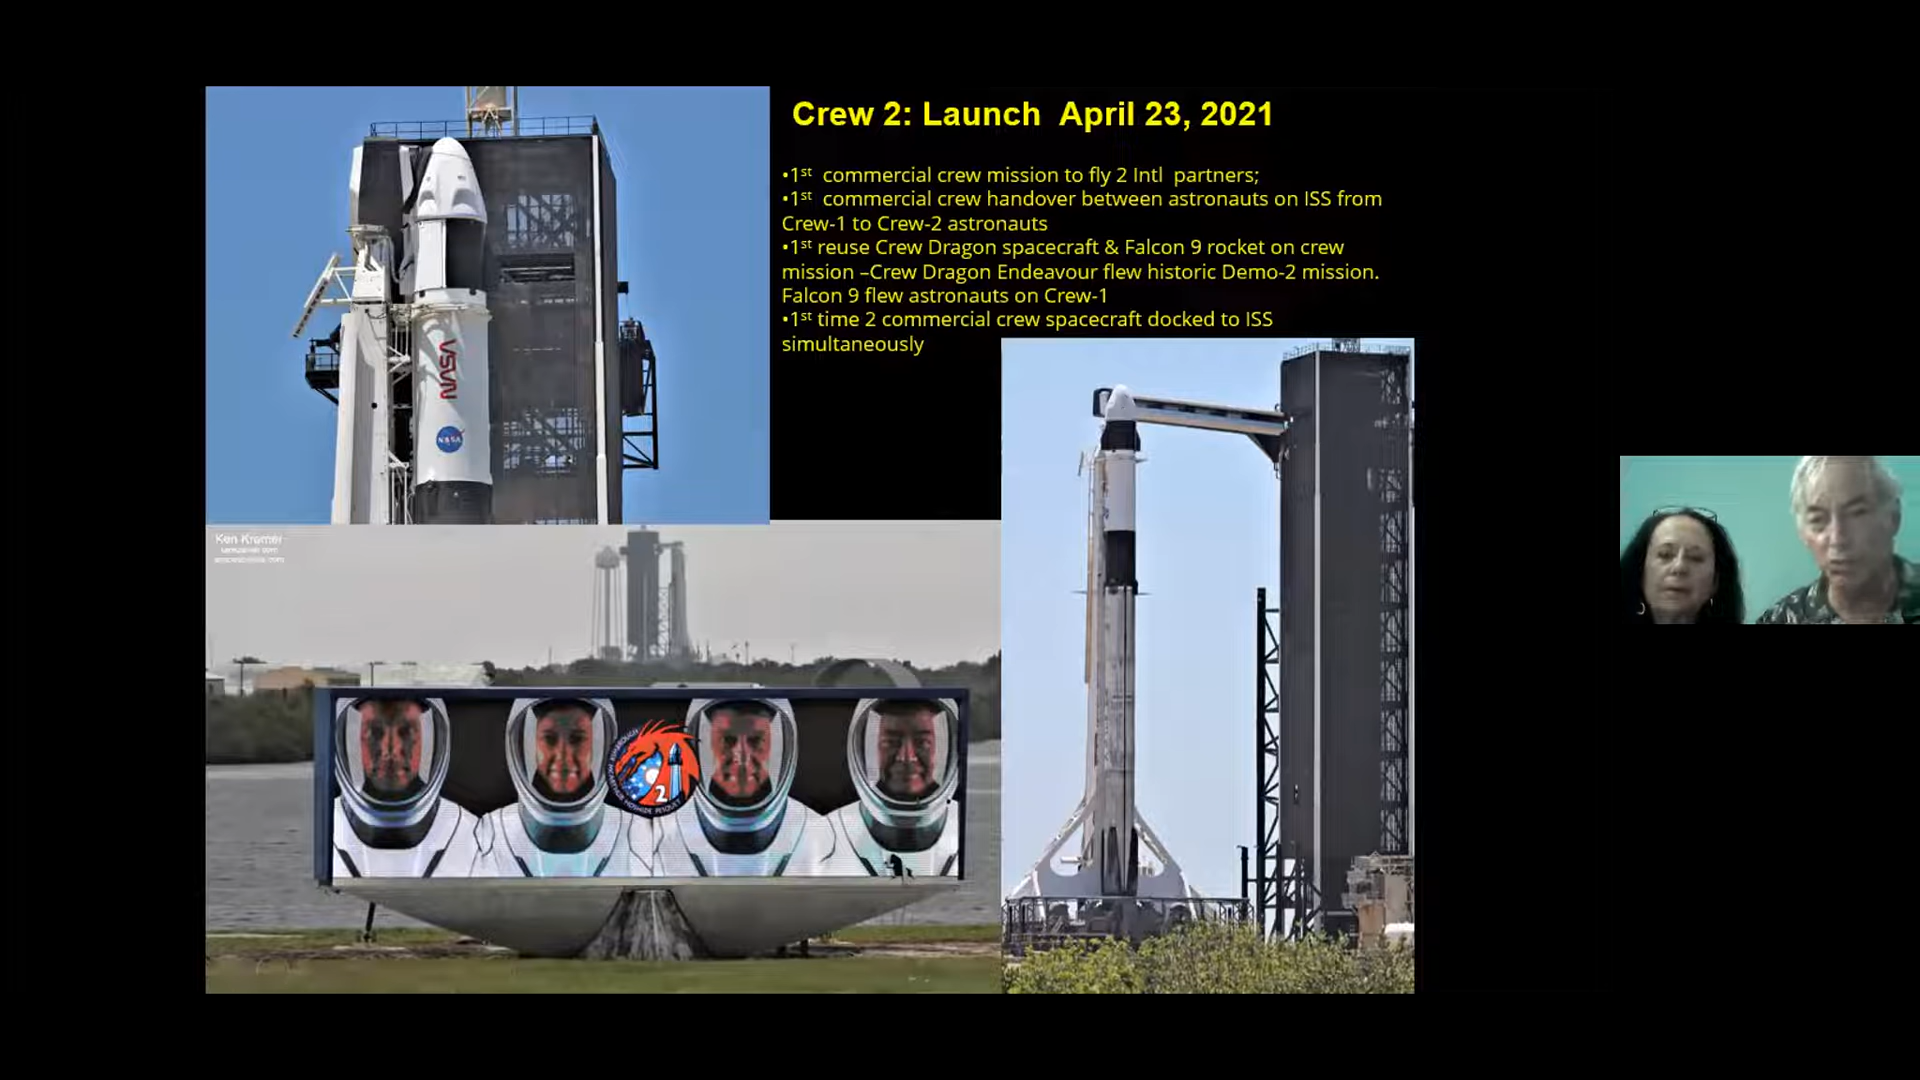 Crew 2: Launch  April 23, 2021
•1st  commercial crew mission to fly 2 Intl  partners;
•1st  commercial crew handover between astronauts on ISS from
Crew-1 to Crew-2 astronauts
•1st reuse Crew Dragon spacecraft & Falcon 9 rocket on crew
mission –Crew Dragon Endeavour flew historic Demo-2 mission.
Falcon 9 flew astronauts on Crew-1
•1st time 2 commercial crew spacecraft docked to ISS
simultaneously
NASA
NASA
Ken Kremer
2